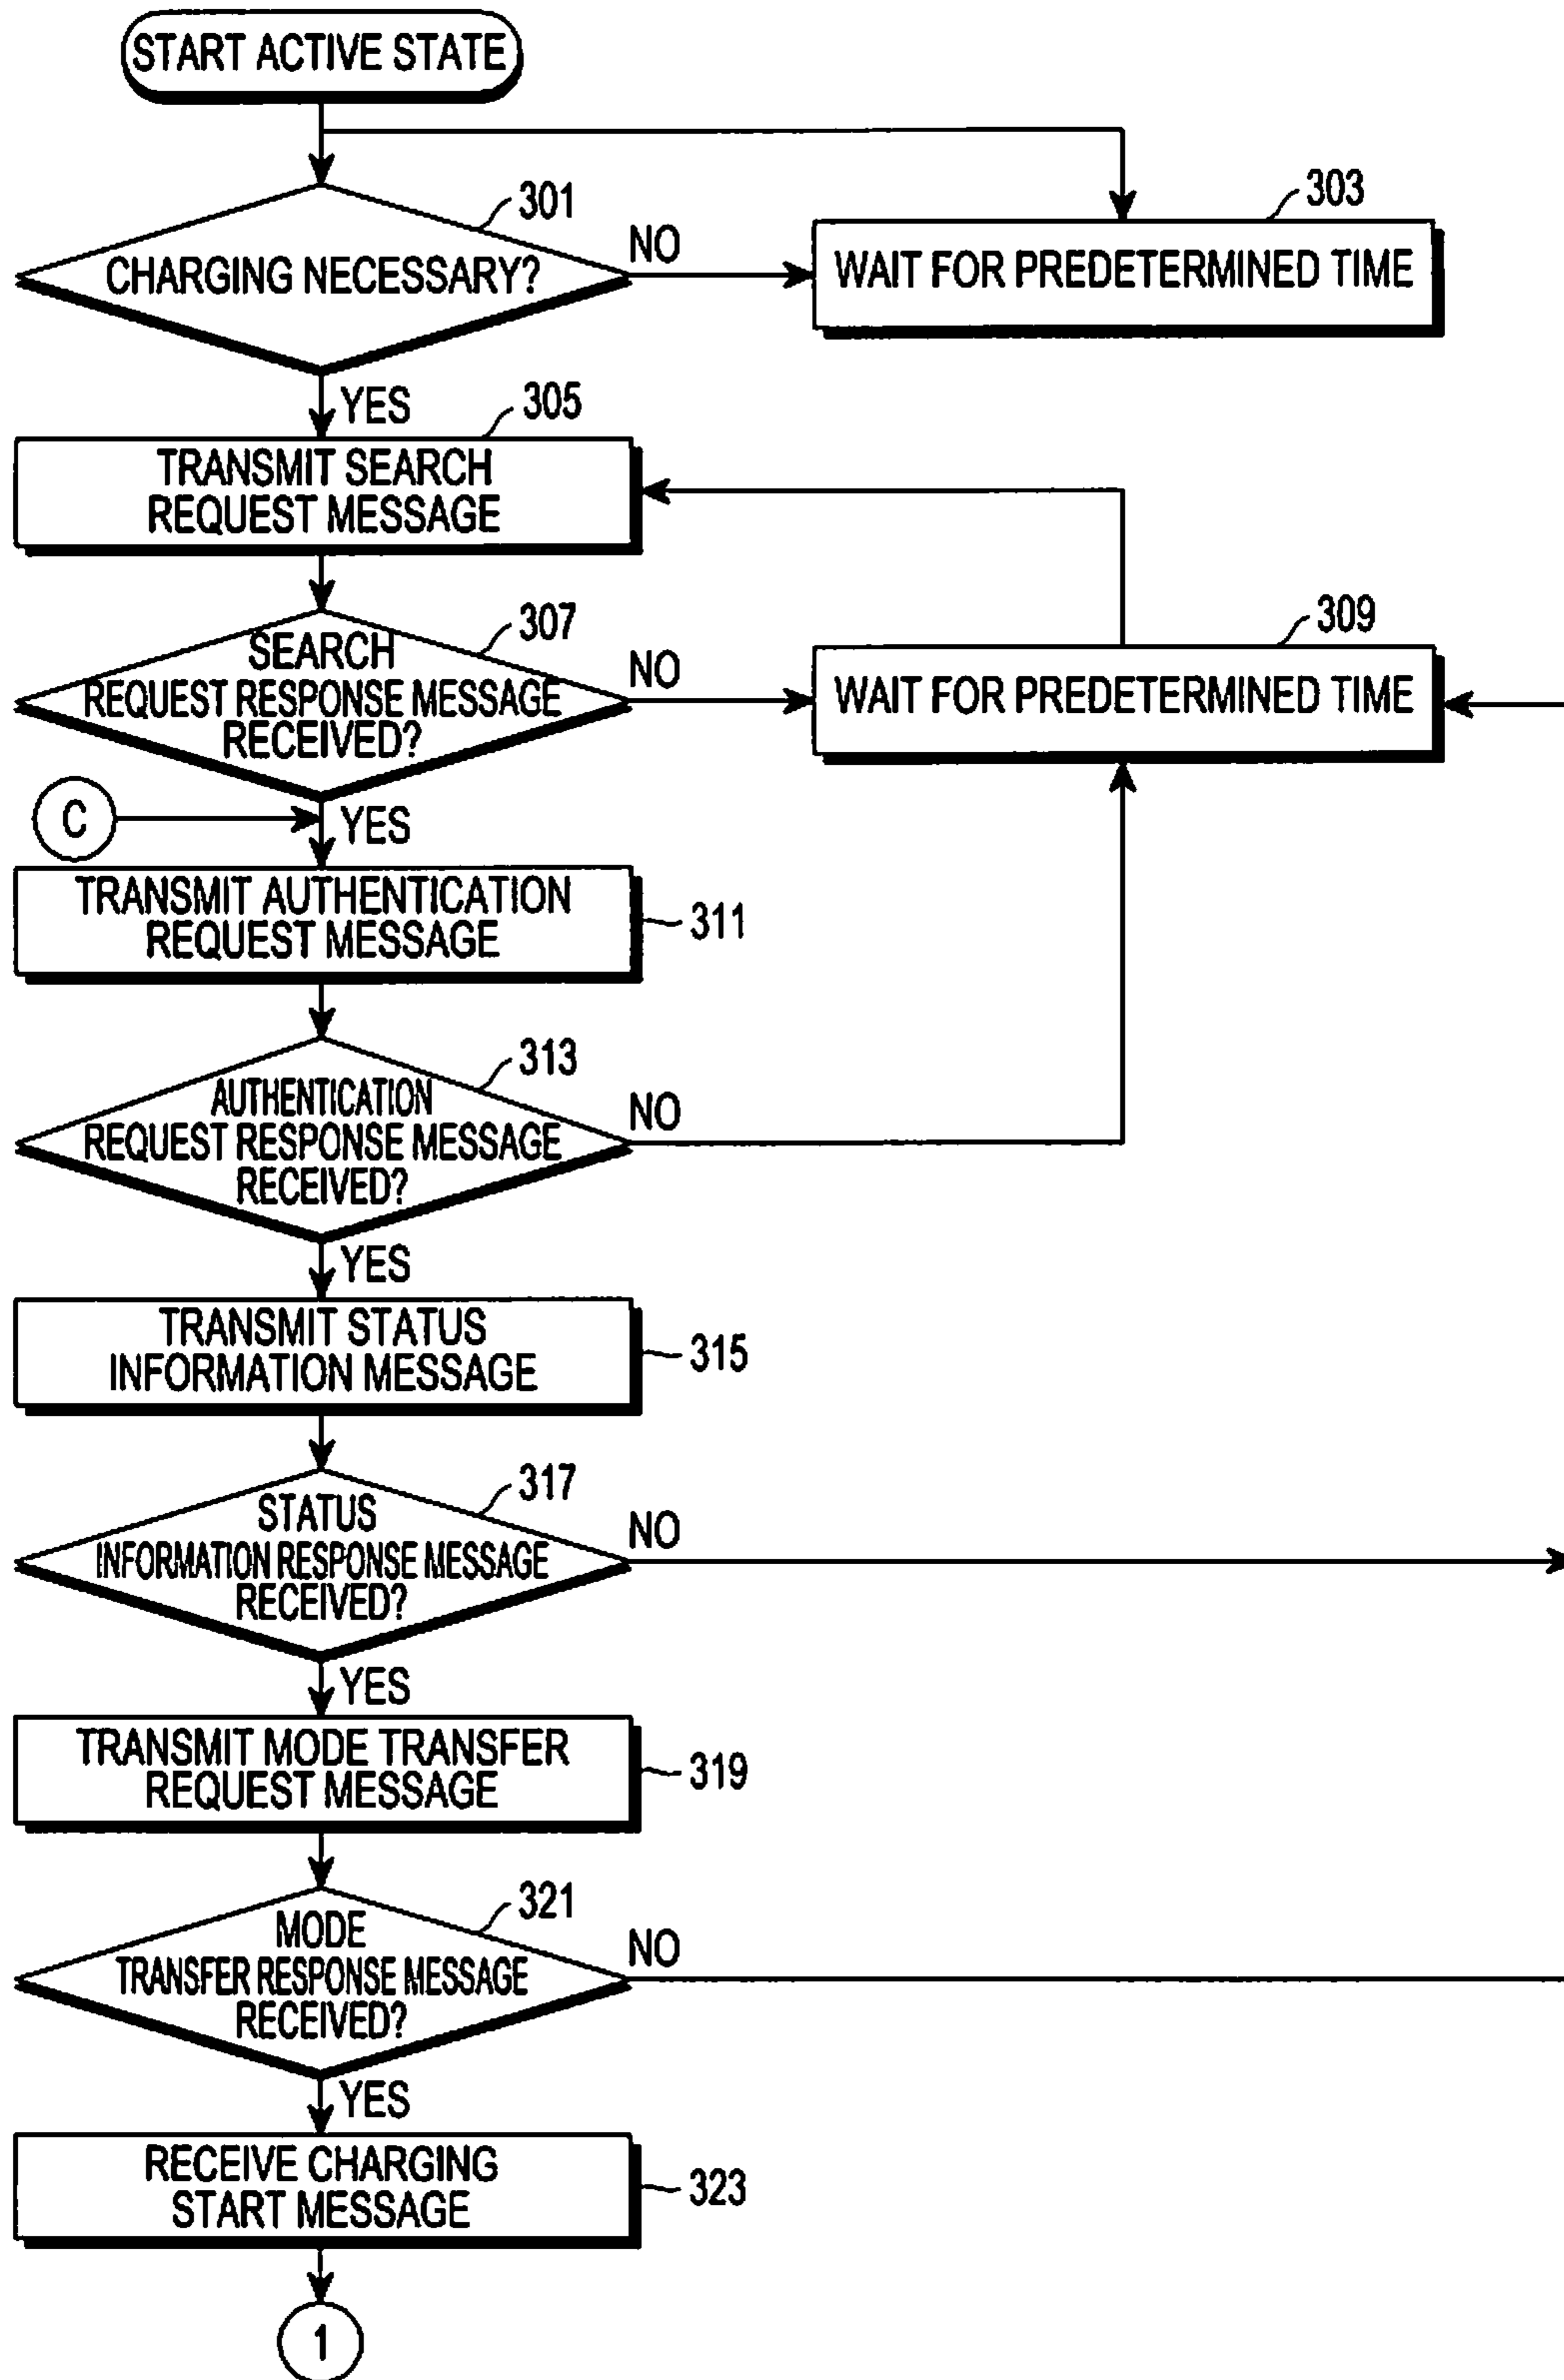 START ACTIVE STATE
301
CHARGING NECESSARY?
NO
303
WAIT FOR PREDETERMINED TIME
YES
305
TRANSMIT SEARCH
REQUEST MESSAGE
307
SEARCH
REQUEST RESPONSE MESSAGE
RECEIVED?
NO
309
WAIT FOR PREDETERMINED TIME
C
YES
TRANSMIT AUTHENTICATION
REQUEST MESSAGE
311
313
AUTHENTICATION
REQUEST RESPONSE MESSAGE
RECEIVED?
NO
YES
TRANSMIT STATUS
INFORMATION MESSAGE
315
317
STATUS
INFORMATION RESPONSE MESSAGE
RECEIVED?
NO
YES
TRANSMIT MODE TRANSFER
REQUEST MESSAGE
319
321
MODE
TRANSFER RESPONSE MESSAGE
RECEIVED?
NO
YES
RECEIVE CHARGING
START MESSAGE
323
1